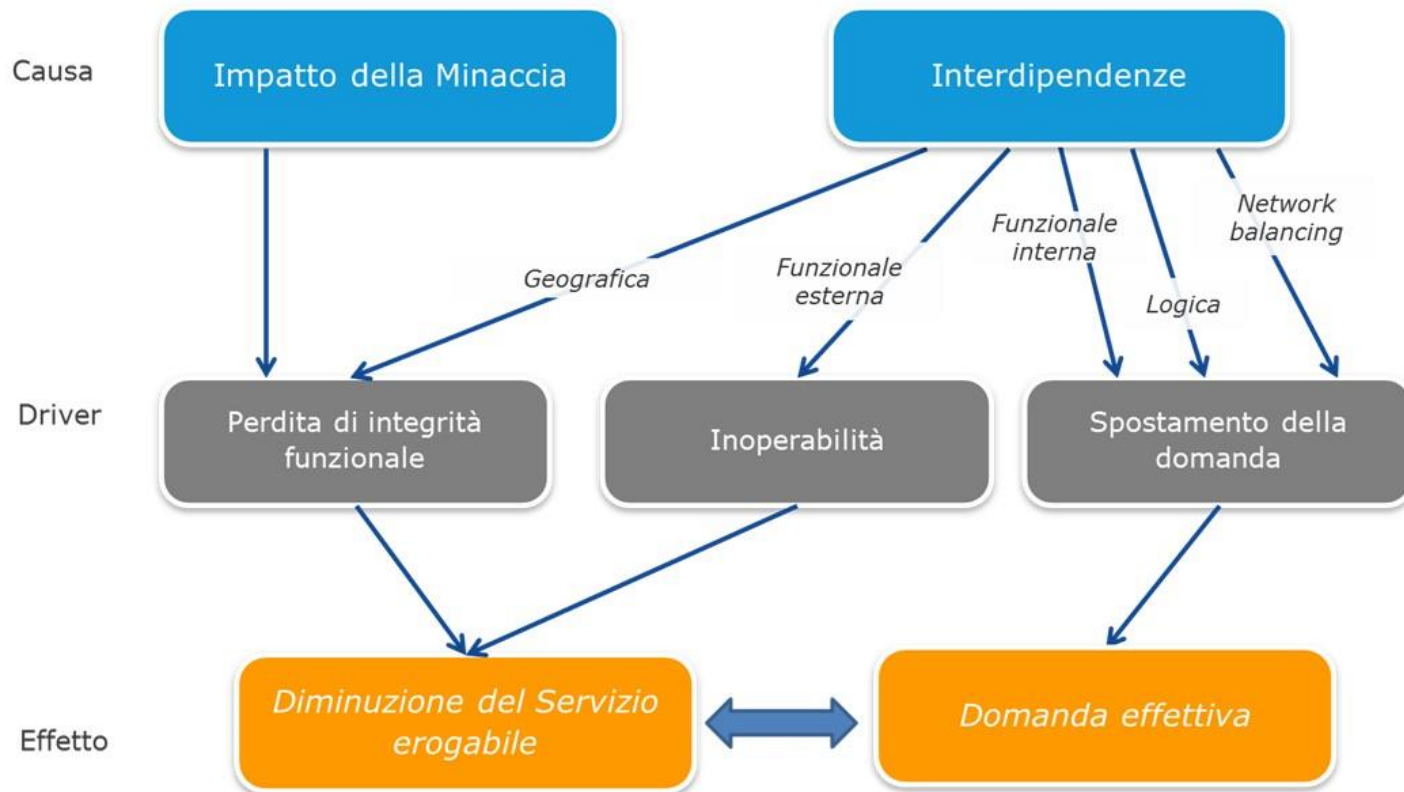 Causa
Impatto della Minaccia
Interdipendenze
Geografica
Funzionale
esterna
Funzionale
interna
Logica
Network
balancing
Driver
Perdita di integrità
funzionale
Inoperabilità
Spostamento della
domanda
Effetto
Diminuzione del Servizio
erogabile
Domanda effettiva